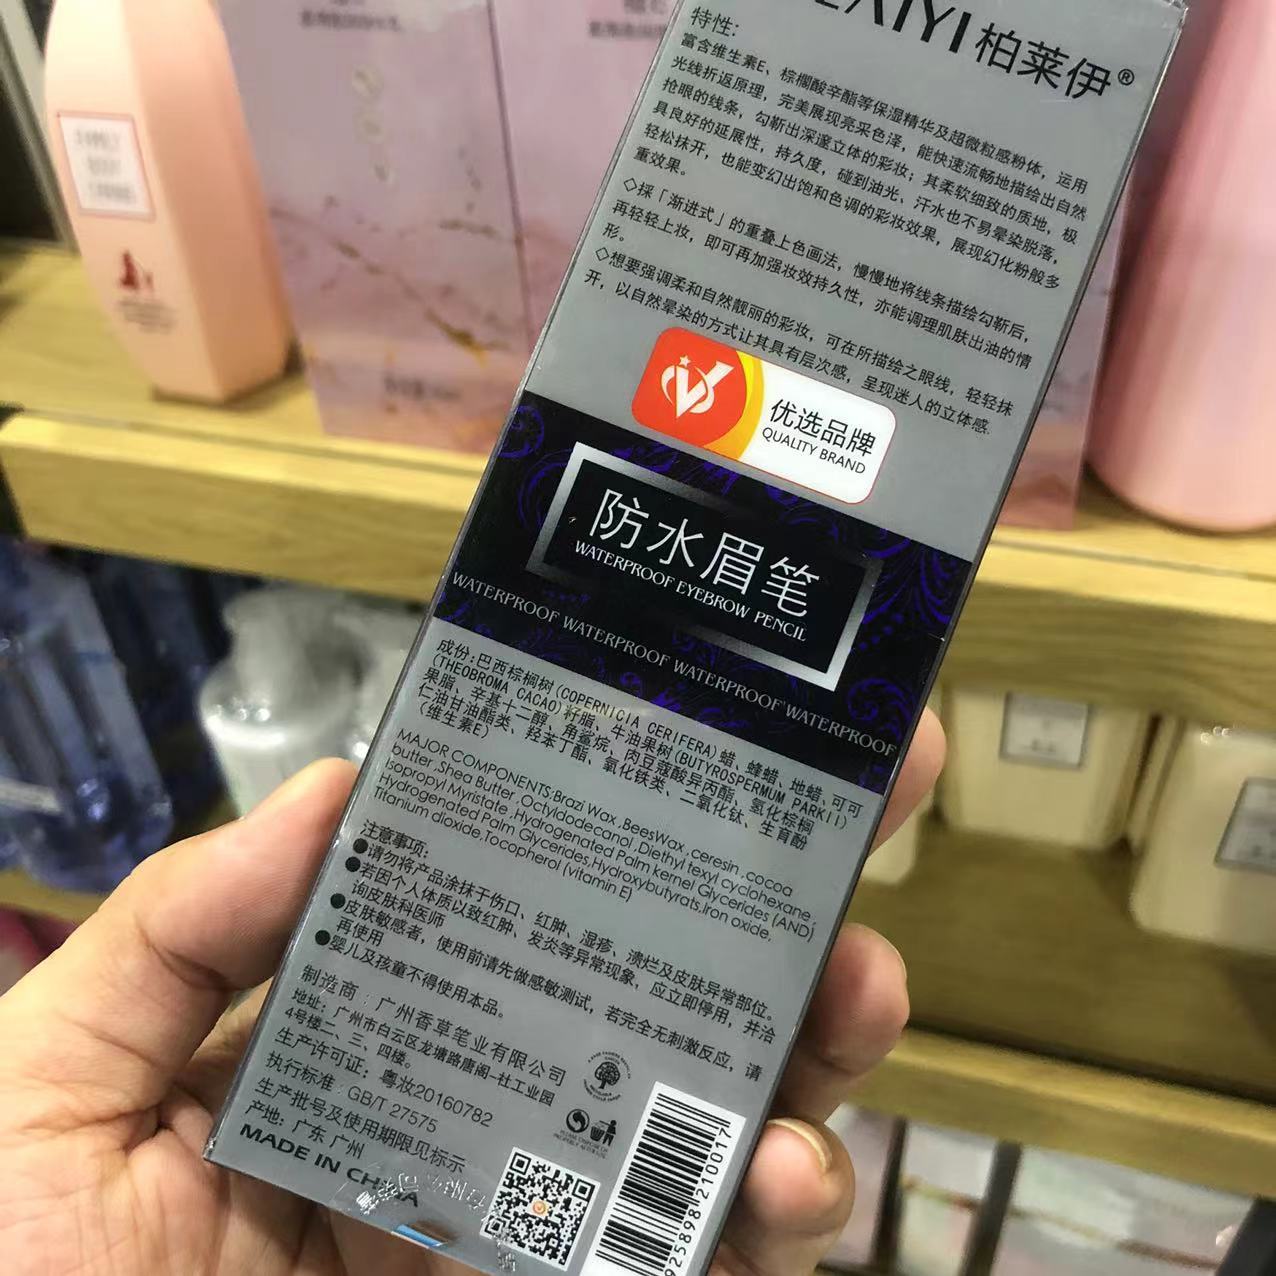 柏莱伊®
特性：
富含维生素E、棕榈酸辛酯等保湿精华及超微粒感粉体，运用
光线折返原理，完美展现亮采色泽，能快速流畅地描绘出自然
抢眼的线条，勾勒出深邃立体的彩妆；其柔软细致的质地，极
具良好的延展性，持久度，碰到油光、汗水也不易晕染脱落，
轻松抹开，也能变幻出饱和色调的彩妆效果，展现幻化粉般多
重效果。
◇採「渐进式」的重叠上色画法，慢慢地将线条描绘勾勒后，
再轻轻上妆，即可再加强妆效持久性，亦能调理肌肤出油的情
形。
◇想要强调柔和自然靓丽的彩妆，可在所描绘之眼线，轻轻抹
开，以自然晕染的方式让其具有层次感，呈现迷人的立体感.
优选品牌
QUALITY BRAND
防水眉笔
WATERPROOF EYEBROW PENCIL
WATERPROOF WATERPROOF WATERPROOF WATERPROOF
成份：巴西棕榈树(COPERNICIA CERIFERA)蜡、蜂蜡、地蜡、可可
(THEOBROMA CACAO)籽脂、牛油果树(BUTYROSPERMUM PARKII)
果脂、辛基十二醇、角鲨烷、肉豆蔻酸异丙酯、氢化棕榈
仁油甘油酯类、羟苯丁酯、氧化铁类、二氧化钛、生育酚
(维生素E)
MAJOR COMPONENTS:Brazi Wax ,BeesWax ,ceresin ,cocoa
butter ,Shea Butter ,Octyldodecanol ,Diethyl texyl cyclohexane ,
Isopropyl Myristate ,Hydrogenated Palm kernel Glycerides (AND)
Hydrogenated Palm Glycerides,Hydroxybutyrats,Iron oxide,
Titanium dioxide,Tocopherol (vitamin E)
注意事项：
●请勿将产品涂抹于伤口、红肿、湿疹、溃烂及皮肤异常部位。
●若因个人体质以致红肿、发炎等异常现象，应立即停用，并洽
询皮肤科医师
●皮肤敏感者，使用前请先做感敏测试，若完全无刺激反应，请
再使用
●婴儿及孩童不得使用本品。
制造商：广州香草笔业有限公司
地址：广州市白云区龙塘路唐阁一社工业园
4号楼二、三、四楼。
生产许可证：粤妆20160782
执行标准：GB/T 27575
生产批号及使用期限见标示
产地：广东 广州
MADE IN CHINA